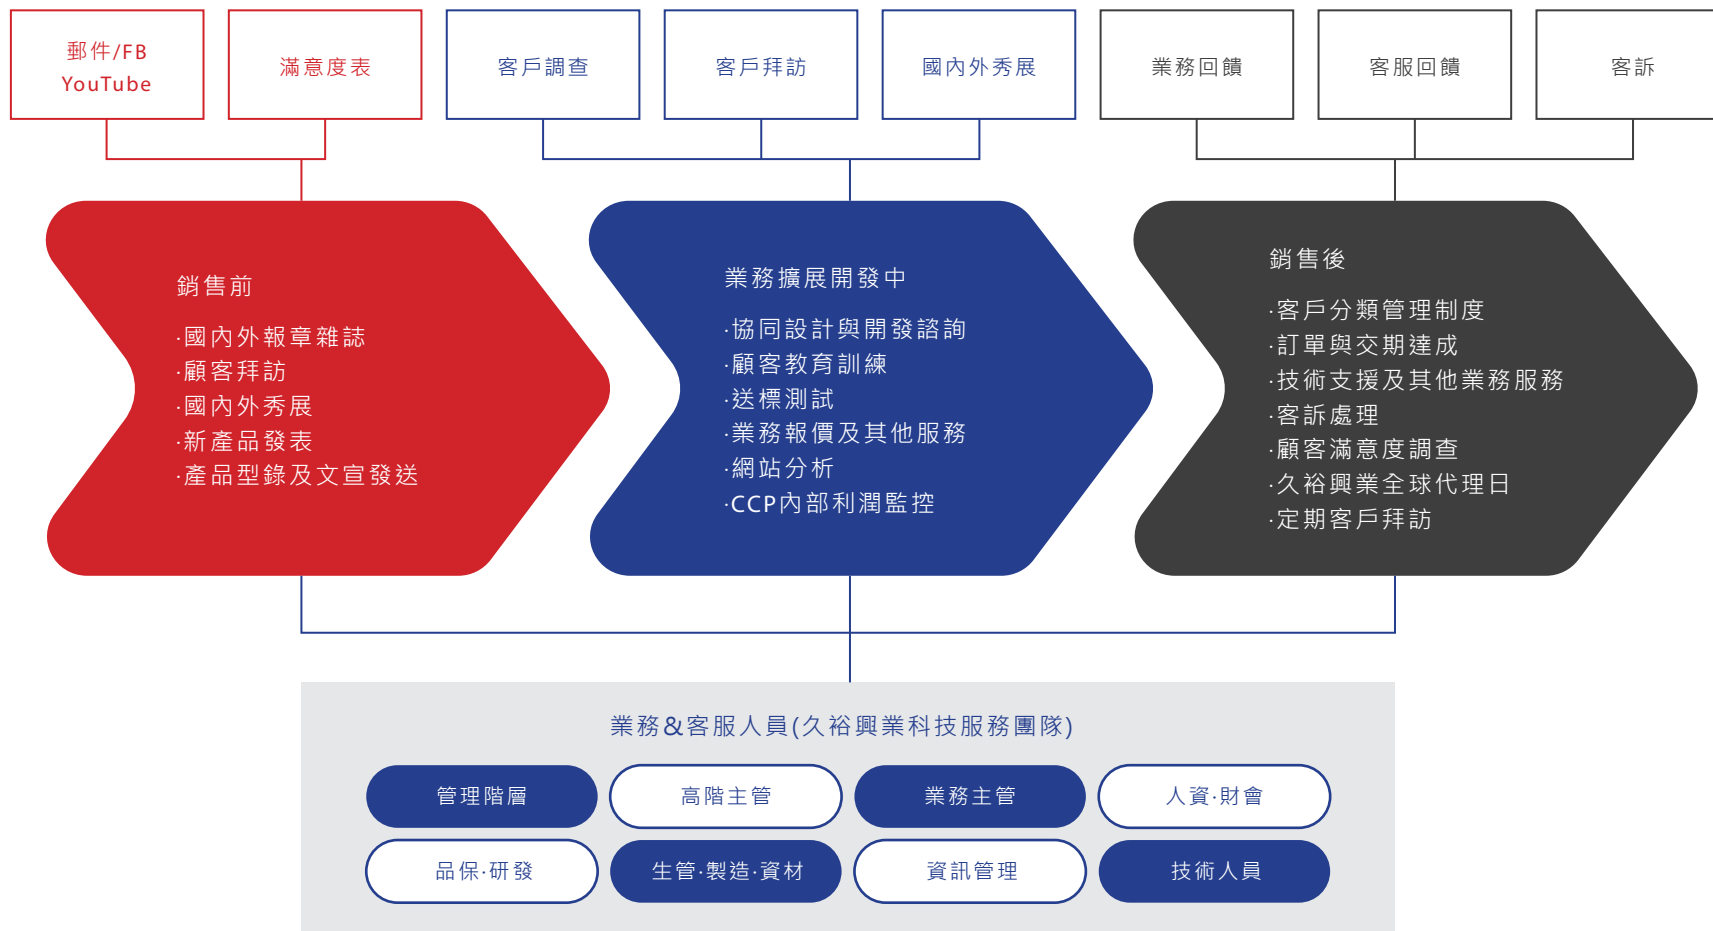 郵件/FB
YouTube
滿意度表
客戶調查
客戶拜訪
國內外秀展
業務回饋
客服回饋
客訴
銷售前
·國內外報章雜誌
·顧客拜訪
·國內外秀展
·新產品發表
·產品型錄及文宣發送
業務擴展開發中
·協同設計與開發諮詢
·顧客教育訓練
·送標測試
·業務報價及其他服務
·網站分析
·CCP內部利潤監控
銷售後
·客戶分類管理制度
·訂單與交期達成
·技術支援及其他業務服務
·客訴處理
·顧客滿意度調查
·久裕興業全球代理日
·定期客戶拜訪
業務&客服人員(久裕興業科技服務團隊)
管理階層
高階主管
業務主管
人資·財會
品保·研發
生管·製造·資材
資訊管理
技術人員